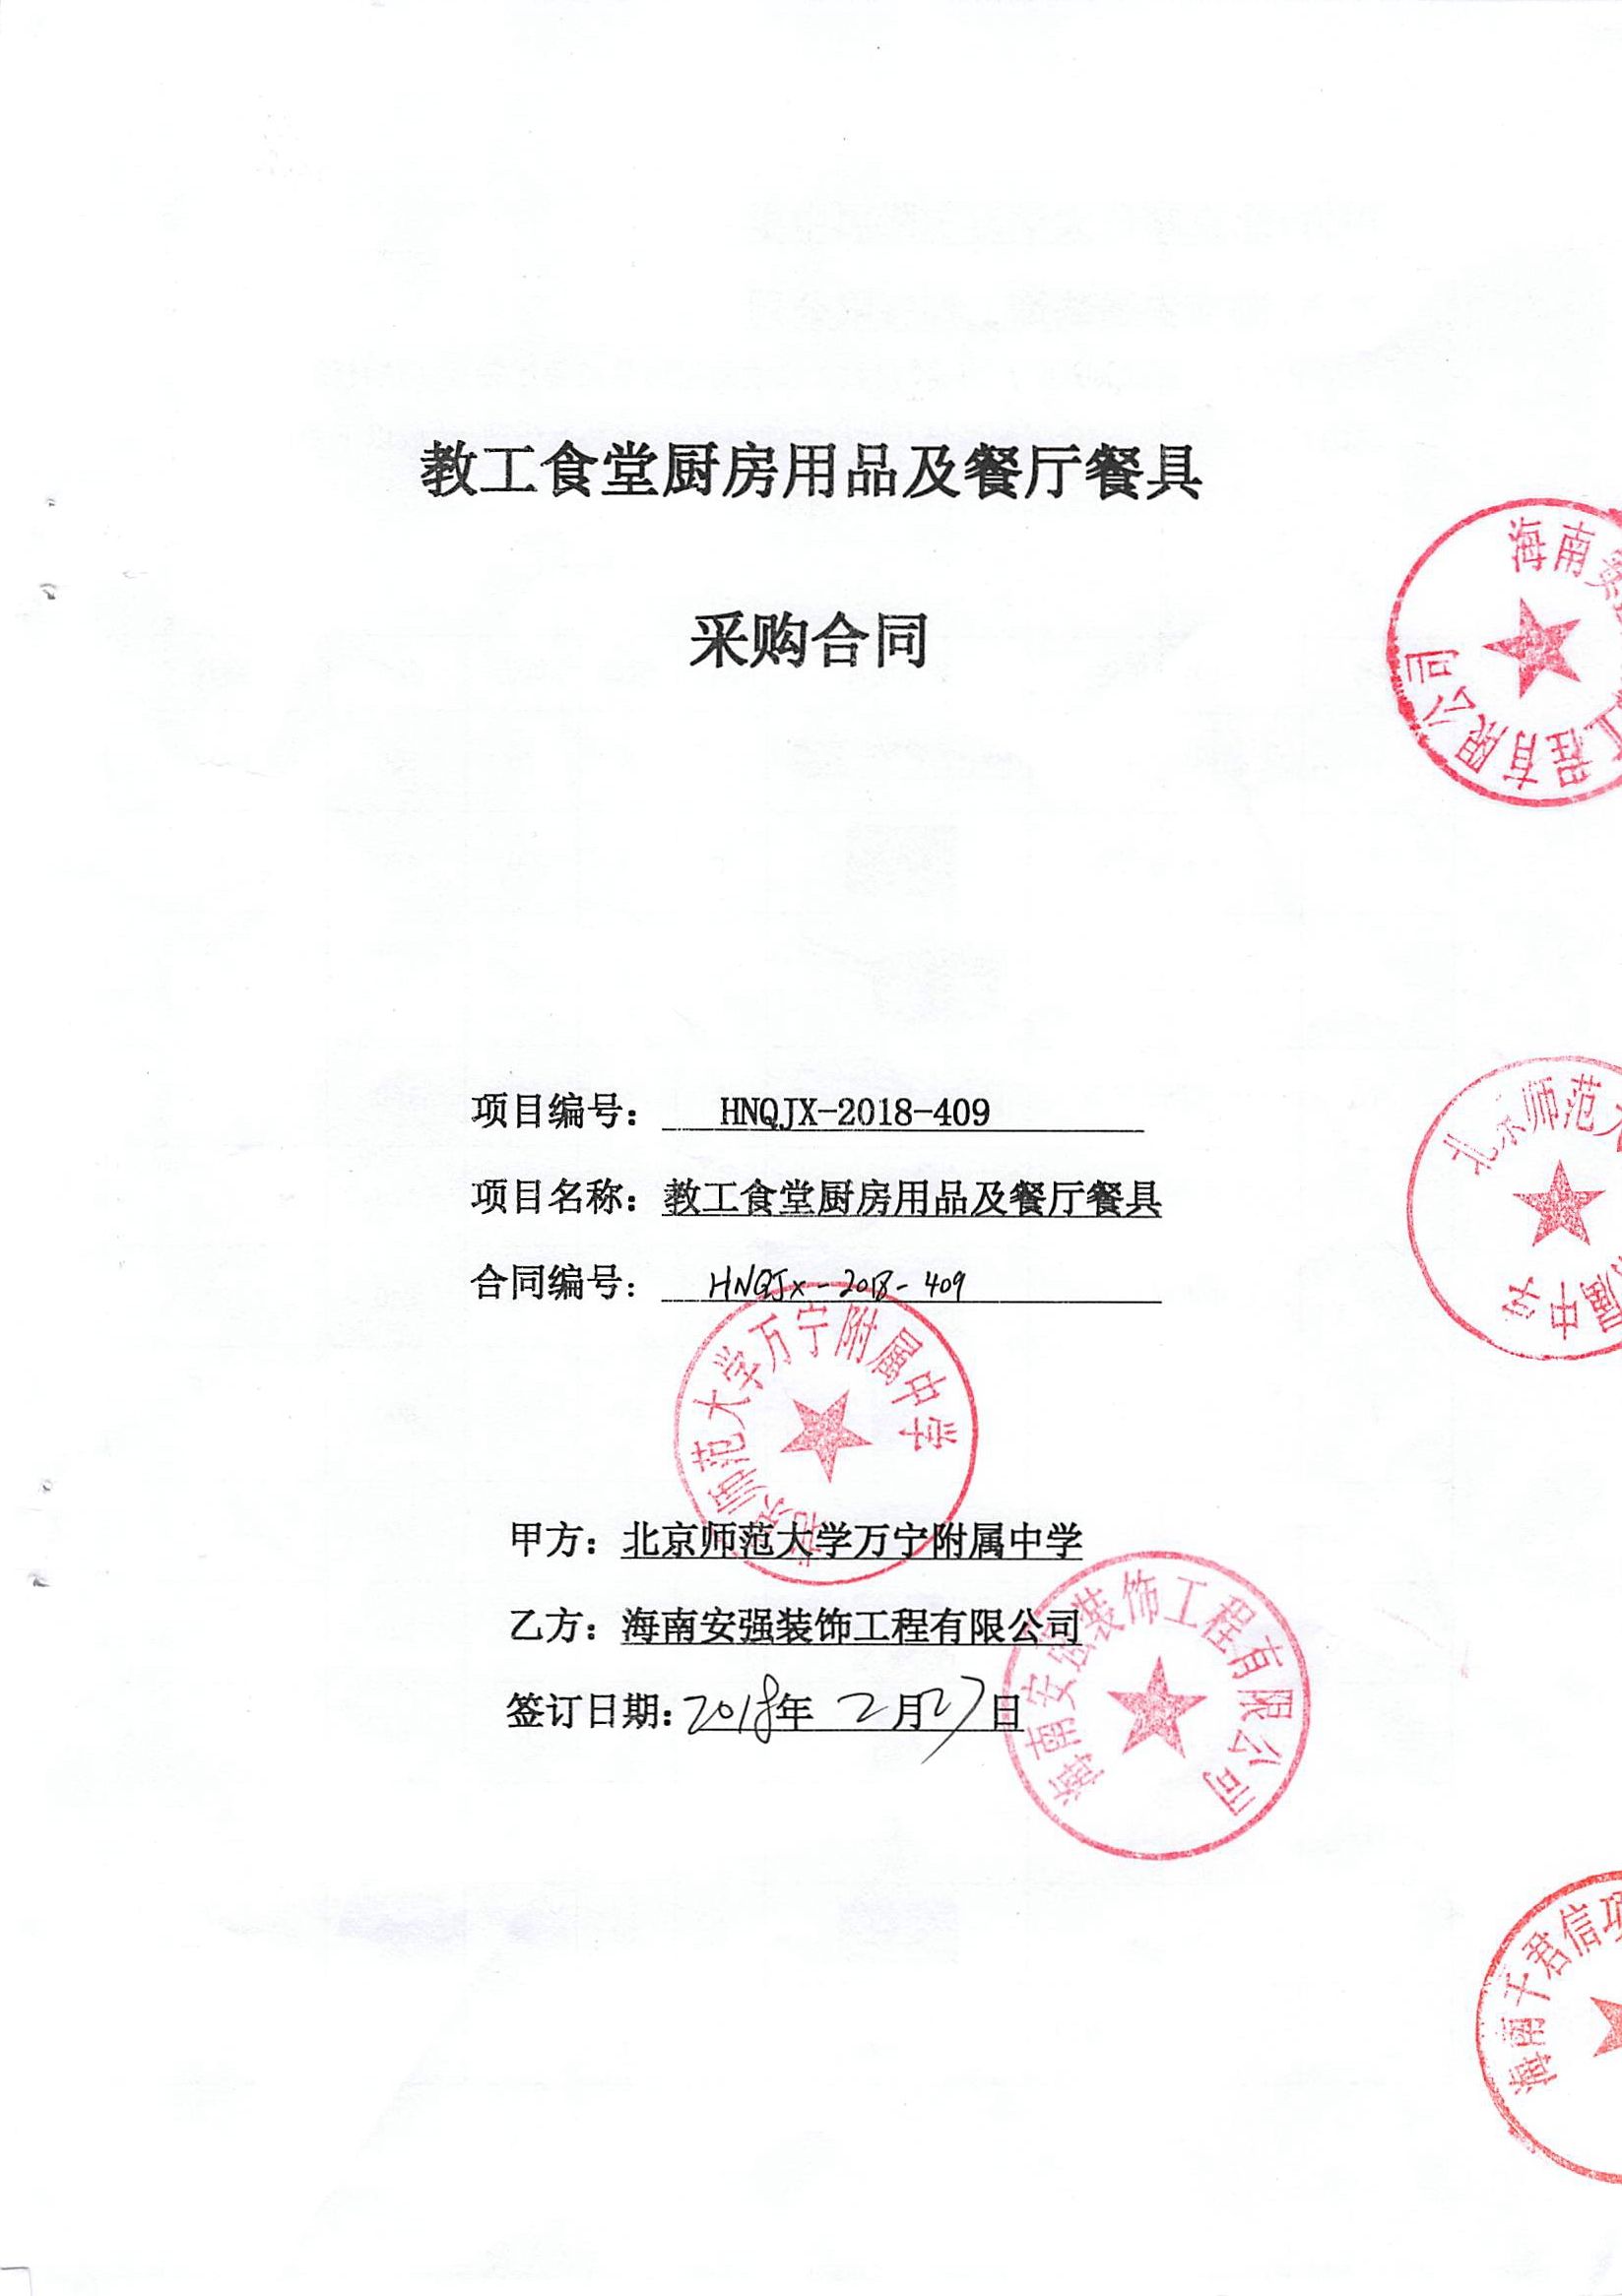 教工食堂厨房用品及餐厅餐具
采购合同
海南安
工程有限公司
项目编号： HNQJX-2018-409
北京师范大
属中学
项目名称：教工食堂厨房用品及餐厅餐具
合同编号： HNQJX-2018-409
北京师范大学万宁附属中学
甲方：北京师范大学万宁附属中学
乙方：海南安强装饰工程有限公司
签订日期：2018年 2月27日
海南安强装饰工程有限公司
海南千君信项